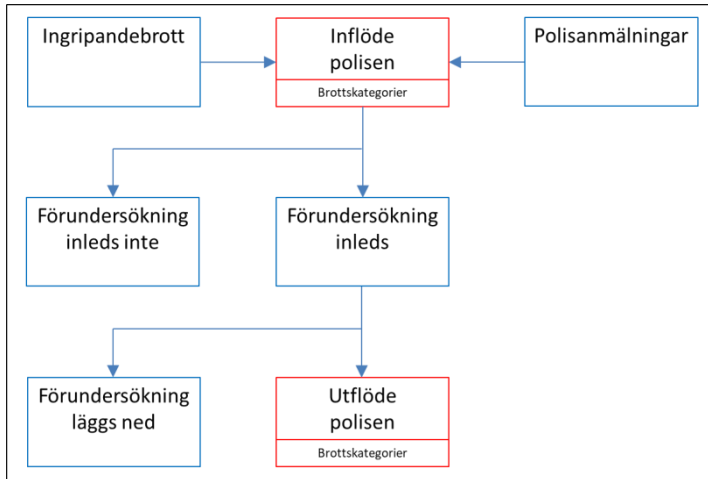 Ingripandebrott
Inflöde
polisen
Brottskategorier
Polisanmälningar
Förundersökning
inleds inte
Förundersökning
inleds
Förundersökning
läggs ned
Utflöde
polisen
Brottskategorier